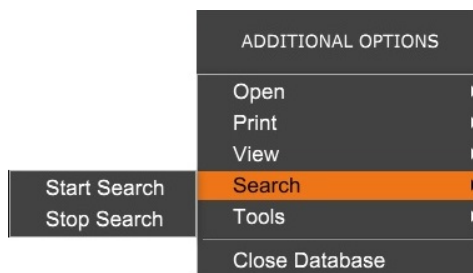 ADDITIONAL OPTIONS
Open
Print
View
Search
Start Search
Stop Search
Tools
Close Database